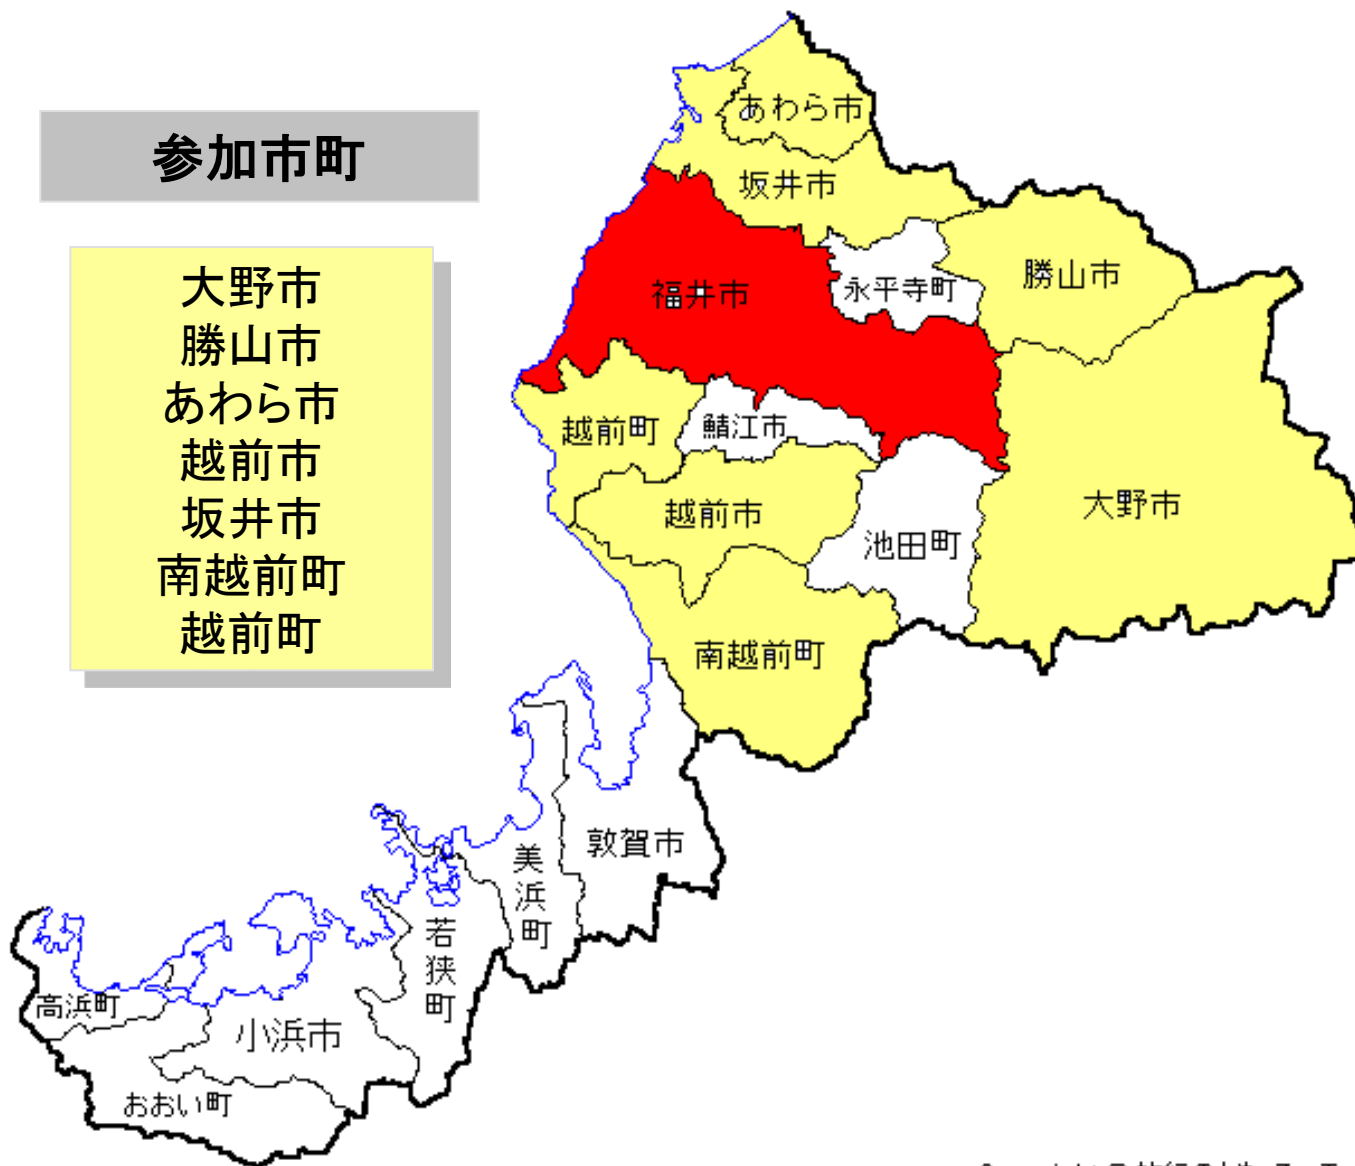 参加市町
大野市
勝山市
あわら市
越前市
坂井市
南越前町
越前町
あわら市
坂井市
福井市
永平寺町
勝山市
越前町
鯖江市
越前市
池田町
大野市
南越前町
敦賀市
美浜町
若狭町
高浜町
小浜市
おおい町